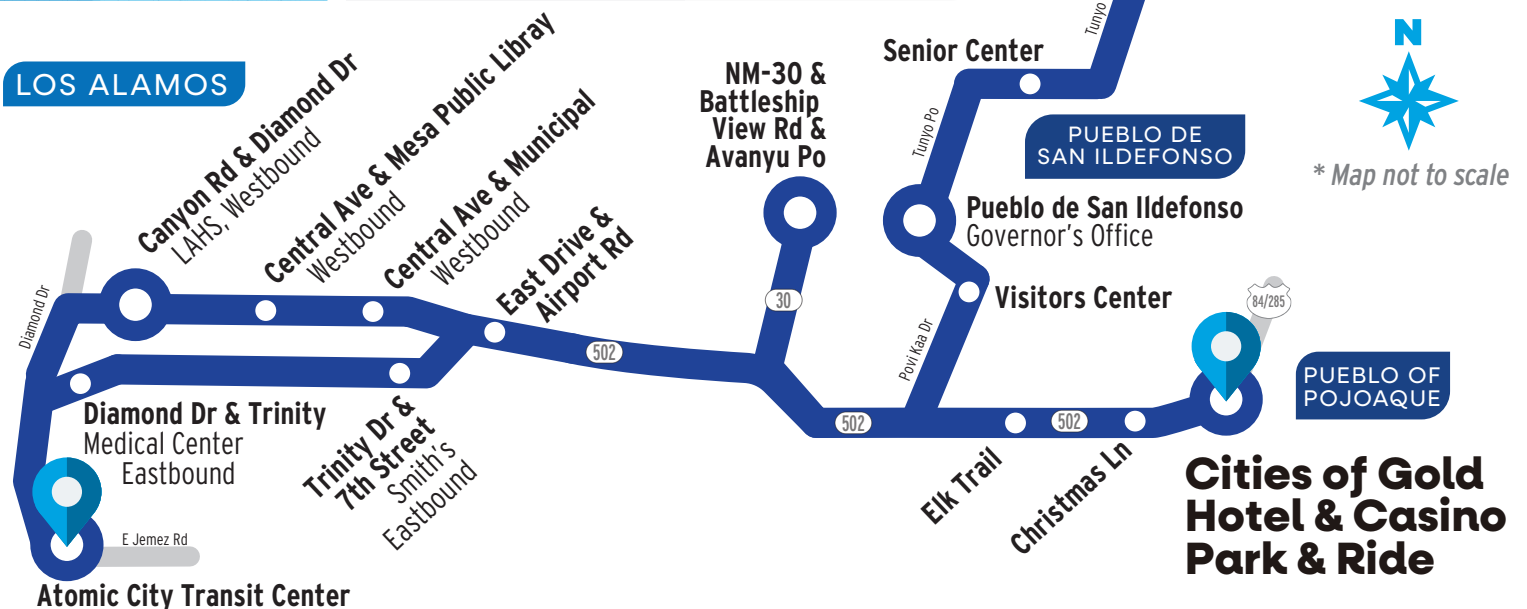 LOS ALAMOS
Canyon Rd & Diamond Dr
LAHS, Westbound
Central Ave & Mesa Public Libray
Westbound
Central Ave & Municipal
Westbound
East Drive &
Airport Rd
NM-30 &
Battleship
View Rd &
Avanyu Po
Senior Center
Tunyo
Tunyo Po
PUEBLO DE
SAN ILDEFONSO
N
* Map not to scale
Pueblo de San Ildefonso
Governor's Office
Visitors Center
Povi Kaa Dr
84/285
30
502
502
502
Diamond Dr
Diamond Dr & Trinity
Medical Center
Eastbound
Trinity Dr &
7th Street
Smith's
Eastbound
E Jemez Rd
Atomic City Transit Center
Elk Trail
Christmas Ln
PUEBLO OF
POJOAQUE
Cities of Gold
Hotel & Casino
Park & Ride